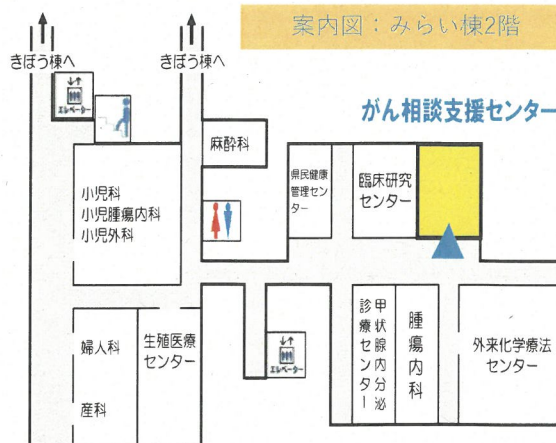 案内図：みらい棟2階
きぼう棟へ
きぼう棟へ
エレベーター
がん相談支援センター
麻酔科
小児科
小児腫瘍内科
小児外科
県民健康
管理セン
ター
臨床研究
センター
婦人科
産科
生殖医療
センター
エレベーター
甲状腺内分泌
診療センター
腫瘍内科
外来化学療法
センター